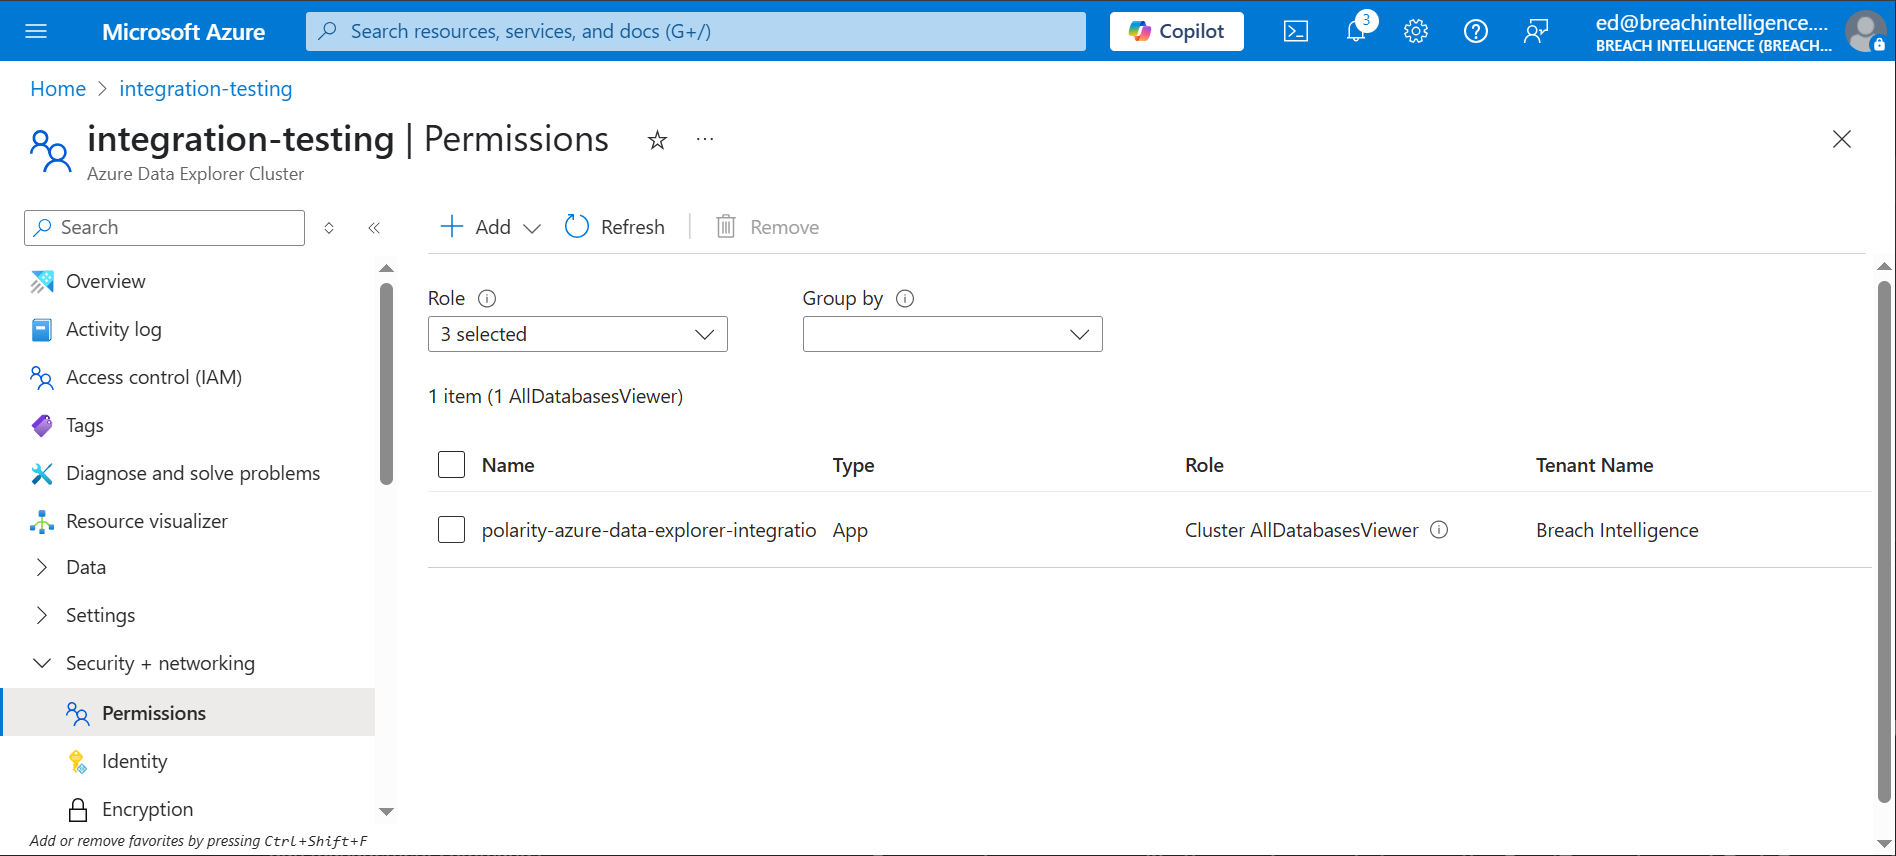 Microsoft Azure
Search resources, services, and docs (G+/)
Copilot
3
ed@breachintelligence....
BREACH INTELLIGENCE (BREACH...
Home > integration-testing
integration-testing | Permissions
Azure Data Explorer Cluster
Search
Add
Refresh
Remove
Overview
Activity log
Access control (IAM)
Tags
Diagnose and solve problems
Resource visualizer
Data
Settings
Security + networking
Permissions
Identity
Encryption
Add or remove favorites by pressing Ctrl+Shift+F
Role
Group by
3 selected
1 item (1 AllDatabasesViewer)
Name Type Role Tenant Name
polarity-azure-data-explorer-integratio App Cluster AllDatabasesViewer Breach Intelligence